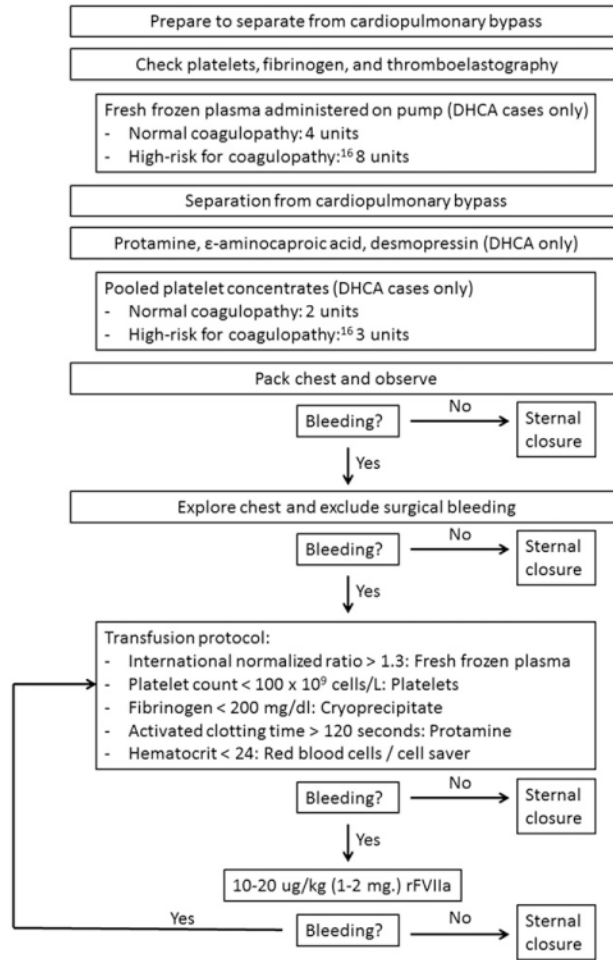 Prepare to separate from cardiopulmonary bypass
Check platelets, fibrinogen, and thromboelastography
Fresh frozen plasma administered on pump (DHCA cases only)
- Normal coagulopathy: 4 units
- High-risk for coagulopathy:¹⁶ 8 units
Separation from cardiopulmonary bypass
Protamine, ε-aminocaproic acid, desmopressin (DHCA only)
Pooled platelet concentrates (DHCA cases only)
- Normal coagulopathy: 2 units
- High-risk for coagulopathy:¹⁶ 3 units
Pack chest and observe
Bleeding?
No
Sternal
closure
Yes
Explore chest and exclude surgical bleeding
Bleeding?
No
Sternal
closure
Yes
Transfusion protocol:
- International normalized ratio > 1.3: Fresh frozen plasma
- Platelet count < 100 x 10⁹ cells/L: Platelets
- Fibrinogen < 200 mg/dl: Cryoprecipitate
- Activated clotting time > 120 seconds: Protamine
- Hematocrit < 24: Red blood cells / cell saver
Bleeding?
No
Sternal
closure
Yes
10-20 ug/kg (1-2 mg.) rFVIIa
Yes
Bleeding?
No
Sternal
closure